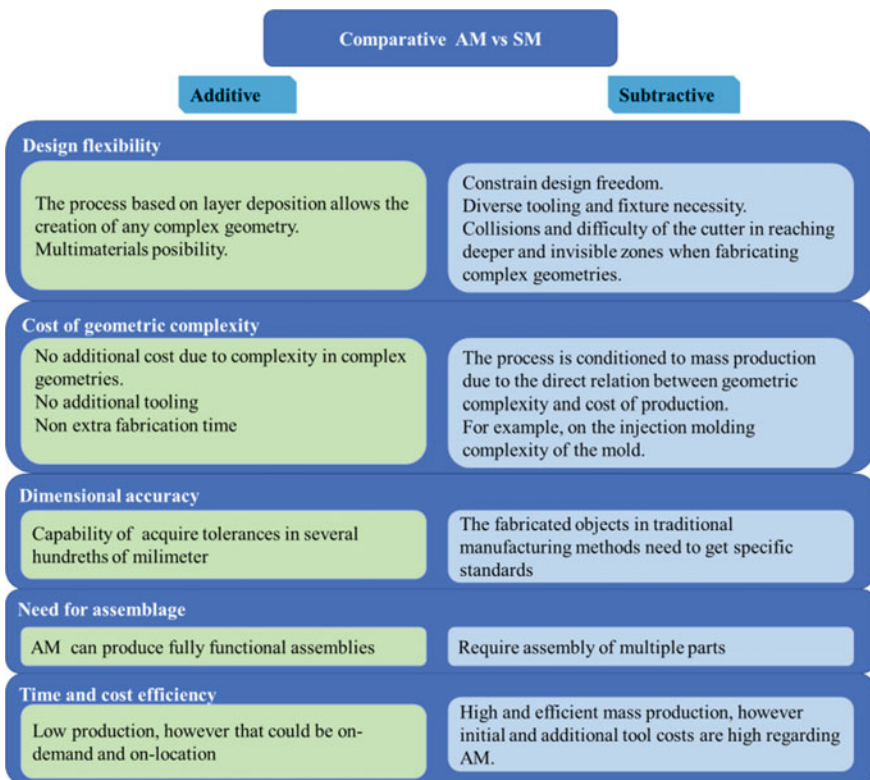 Comparative AM vs SM
Additive
Subtractive
Design flexibility
The process based on layer deposition allows the
creation of any complex geometry.
Multimaterials posibility.
Constrain design freedom.
Diverse tooling and fixture necessity.
Collisions and difficulty of the cutter in reaching
deeper and invisible zones when fabricating
complex geometries.
Cost of geometric complexity
No additional cost due to complexity in complex
geometries.
No additional tooling
Non extra fabrication time
The process is conditioned to mass production
due to the direct relation between geometric
complexity and cost of production.
For example, on the injection molding
complexity of the mold.
Dimensional accuracy
Capability of acquire tolerances in several
hundreths of milimeter
The fabricated objects in traditional
manufacturing methods need to get specific
standards
Need for assemblage
AM can produce fully functional assemblies
Require assembly of multiple parts
Time and cost efficiency
Low production, however that could be on-
demand and on-location
High and efficient mass production, however
initial and additional tool costs are high regarding
AM.